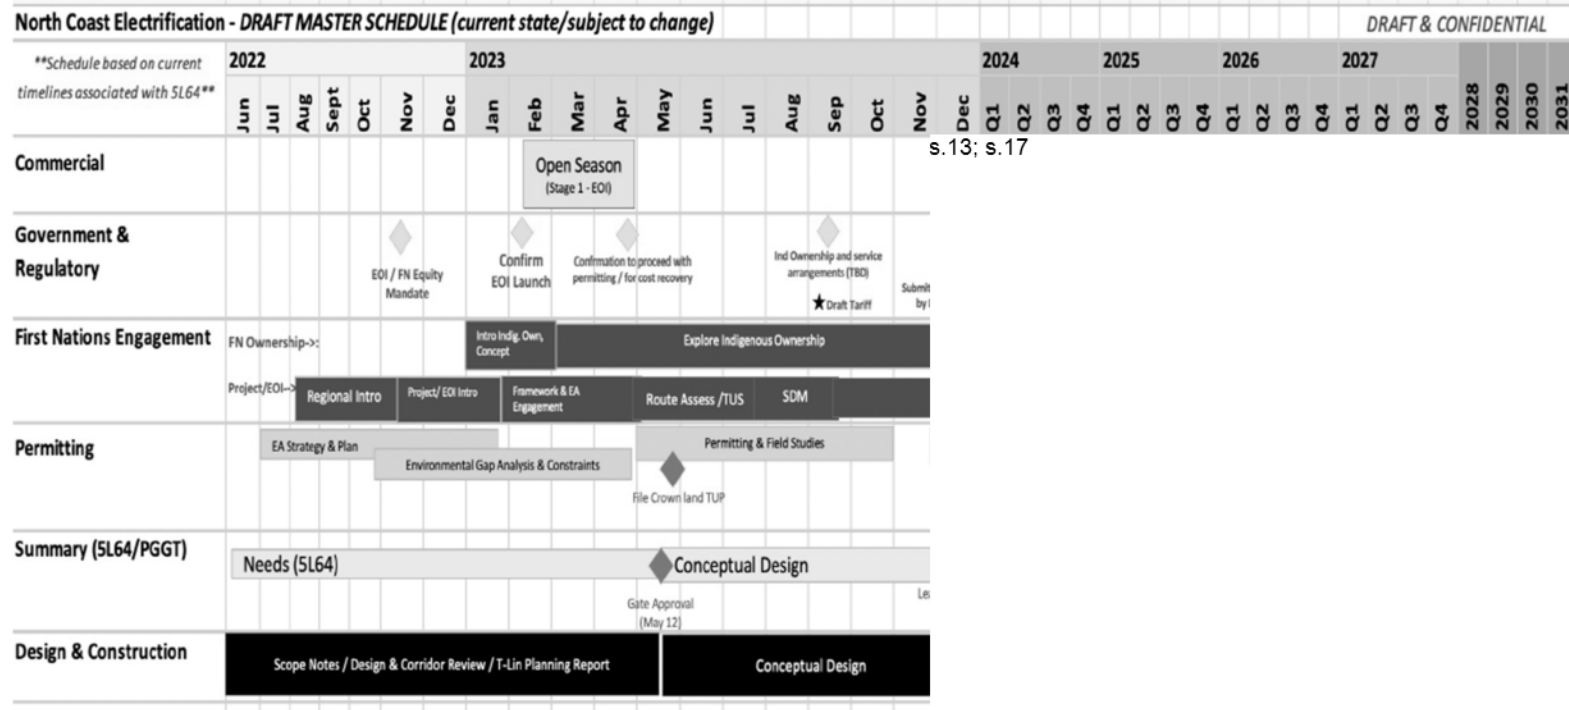 North Coast Electrification - DRAFT MASTER SCHEDULE (current state/subject to change)
DRAFT & CONFIDENTIAL
**Schedule based on current
timelines associated with 5L64**
2022 2023 2024 2025 2026 2027
Jun Jul Aug Sept Oct Nov Dec Jan Feb Mar Apr May Jun Jul Aug Sep Oct Nov Dec Q1 Q2 Q3 Q4 Q1 Q2 Q3 Q4 Q1 Q2 Q3 Q4 Q1 Q2 Q3 Q4 2028 2029 2030 2031
s.13; s.17
Commercial
Open Season
(Stage 1 - EOI)
Government &
Regulatory
EOI / FN Equity
Mandate
Confirm
EOI Launch
Confrmation to proceed with
permitting / for cost recovery
Ind Ownership and service
arrangements (TBD)
★Draft Tariff
Submit
by
First Nations Engagement
FN Ownership->:
Intro Indig. Own,
Concept
Explore Indigenous Ownership
Project/EOI-->
Regional Intro
Project/ EOI Intro
Framework & EA
Engagement
Route Assess /TUS
SDM
Permitting
EA Strategy & Plan
Environmental Gap Analysis & Constraints
Permitting & Field Studies
File Crown land TUP
Summary (5L64/PGGT)
Needs (5L64)
Conceptual Design
Gate Approval
(May 12)
Design & Construction
Scope Notes / Design & Corridor Review / T-Lin Planning Report
Conceptual Design